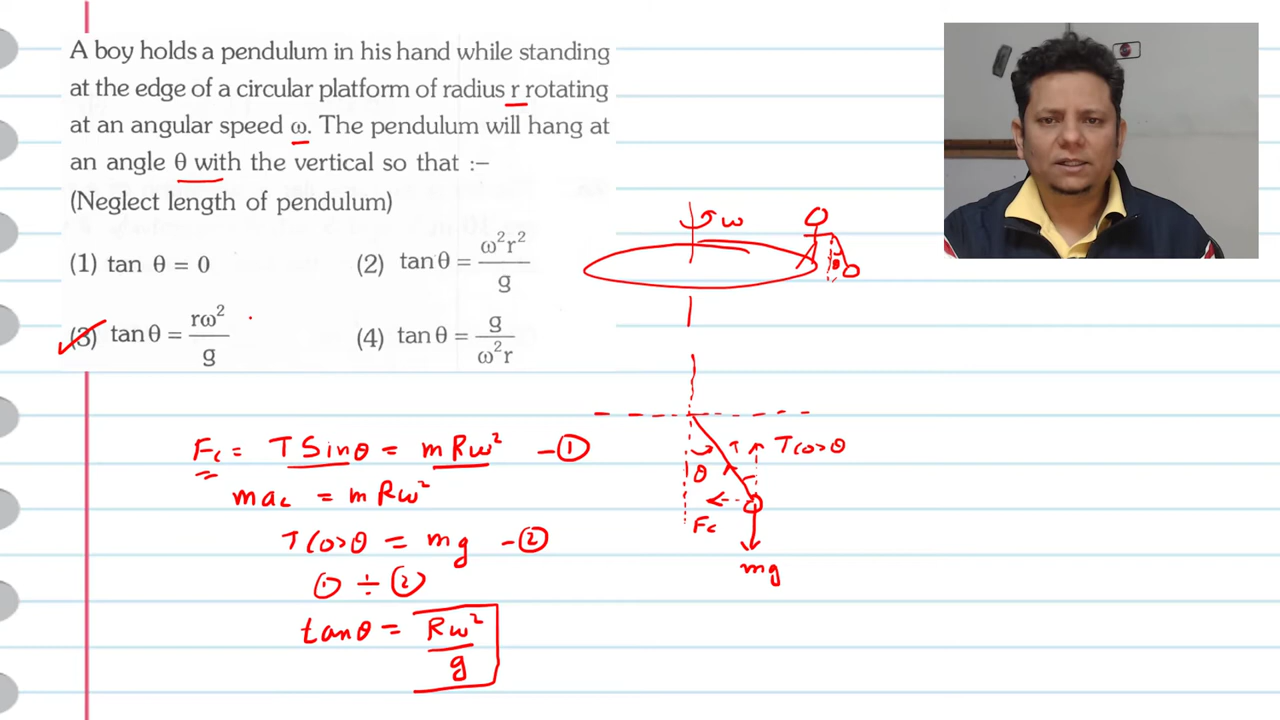 A boy holds a pendulum in his hand while standing
at the edge of a circular platform of radius r rotating
at an angular speed ω. The pendulum will hang at
an angle θ with the vertical so that :–
(Neglect length of pendulum)
(1) tan θ = 0
(2) tanθ = ω²r²/g
(3) tanθ = rω²/g
(4) tanθ = g/ω²r
ω
θ
Fc = TSinθ = mRω² –①
mac = mRω²
Tcosθ = mg –②
① ÷ ②
tanθ = Rω²/g
Tcosθ
θ
Fc
mg